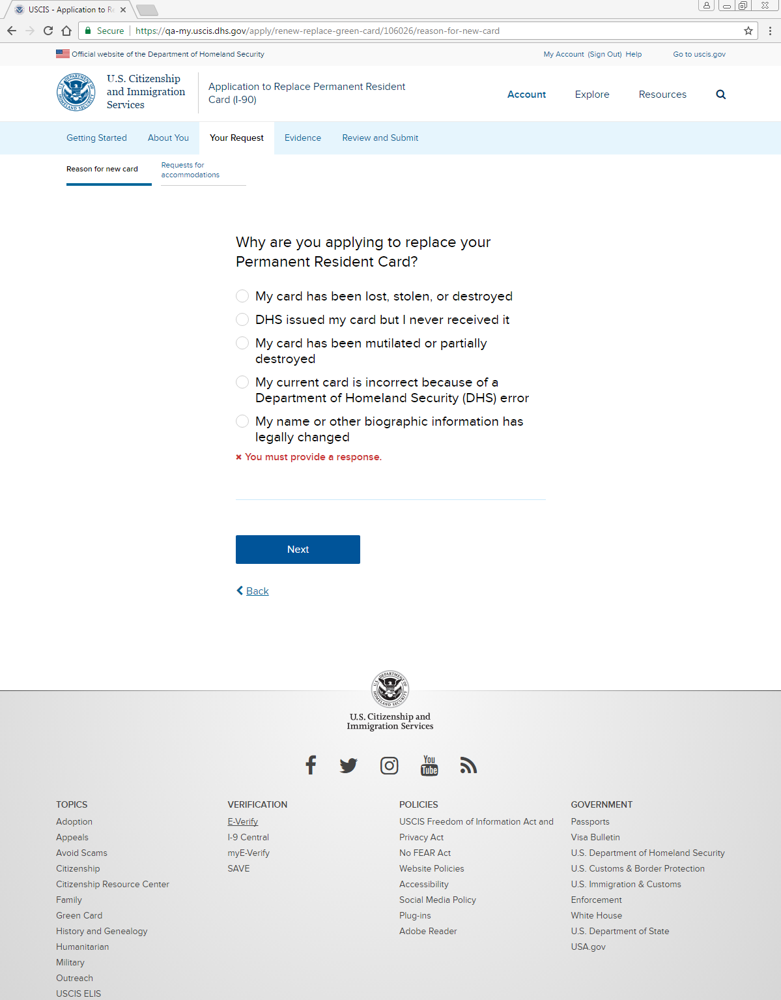 USCIS - Application to Re
Secure
https://qa-my.uscis.dhs.gov/apply/renew-replace-green-card/106026/reason-for-new-card
Official website of the Department of Homeland Security
My Account (Sign Out) Help
Go to uscis.gov
U.S. Citizenship
and Immigration
Services
Application to Replace Permanent Resident
Card (I-90)
Account
Explore
Resources
Getting Started
About You
Your Request
Evidence
Review and Submit
Reason for new card
Requests for
accommodations
Why are you applying to replace your
Permanent Resident Card?
My card has been lost, stolen, or destroyed
DHS issued my card but I never received it
My card has been mutilated or partially
destroyed
My current card is incorrect because of a
Department of Homeland Security (DHS) error
My name or other biographic information has
legally changed
You must provide a response.
Next
Back
U.S. DEPARTMENT OF HOMELAND SECURITY
U.S. Citizenship and
Immigration Services
You
Tube
TOPICS
Adoption
Appeals
Avoid Scams
Citizenship
Citizenship Resource Center
Family
Green Card
History and Genealogy
Humanitarian
Military
Outreach
USCIS ELIS
VERIFICATION
E-Verify
I-9 Central
myE-Verify
SAVE
POLICIES
USCIS Freedom of Information Act and
Privacy Act
No FEAR Act
Website Policies
Accessibility
Social Media Policy
Plug-ins
Adobe Reader
GOVERNMENT
Passports
Visa Bulletin
U.S. Department of Homeland Security
U.S. Customs & Border Protection
U.S. Immigration & Customs
Enforcement
White House
U.S. Department of State
USA.gov